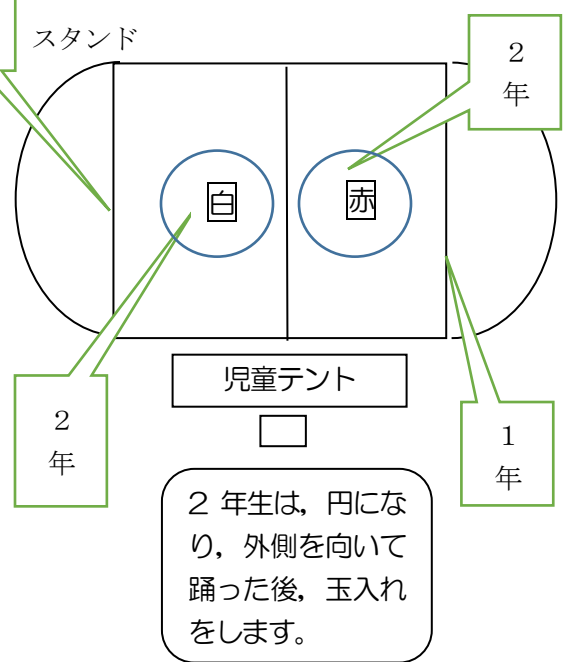 スタンド
2
年
白
赤
児童テント
2
年
1
年
2 年生は，円にな
り，外側を向いて
踊った後，玉入れ
をします。